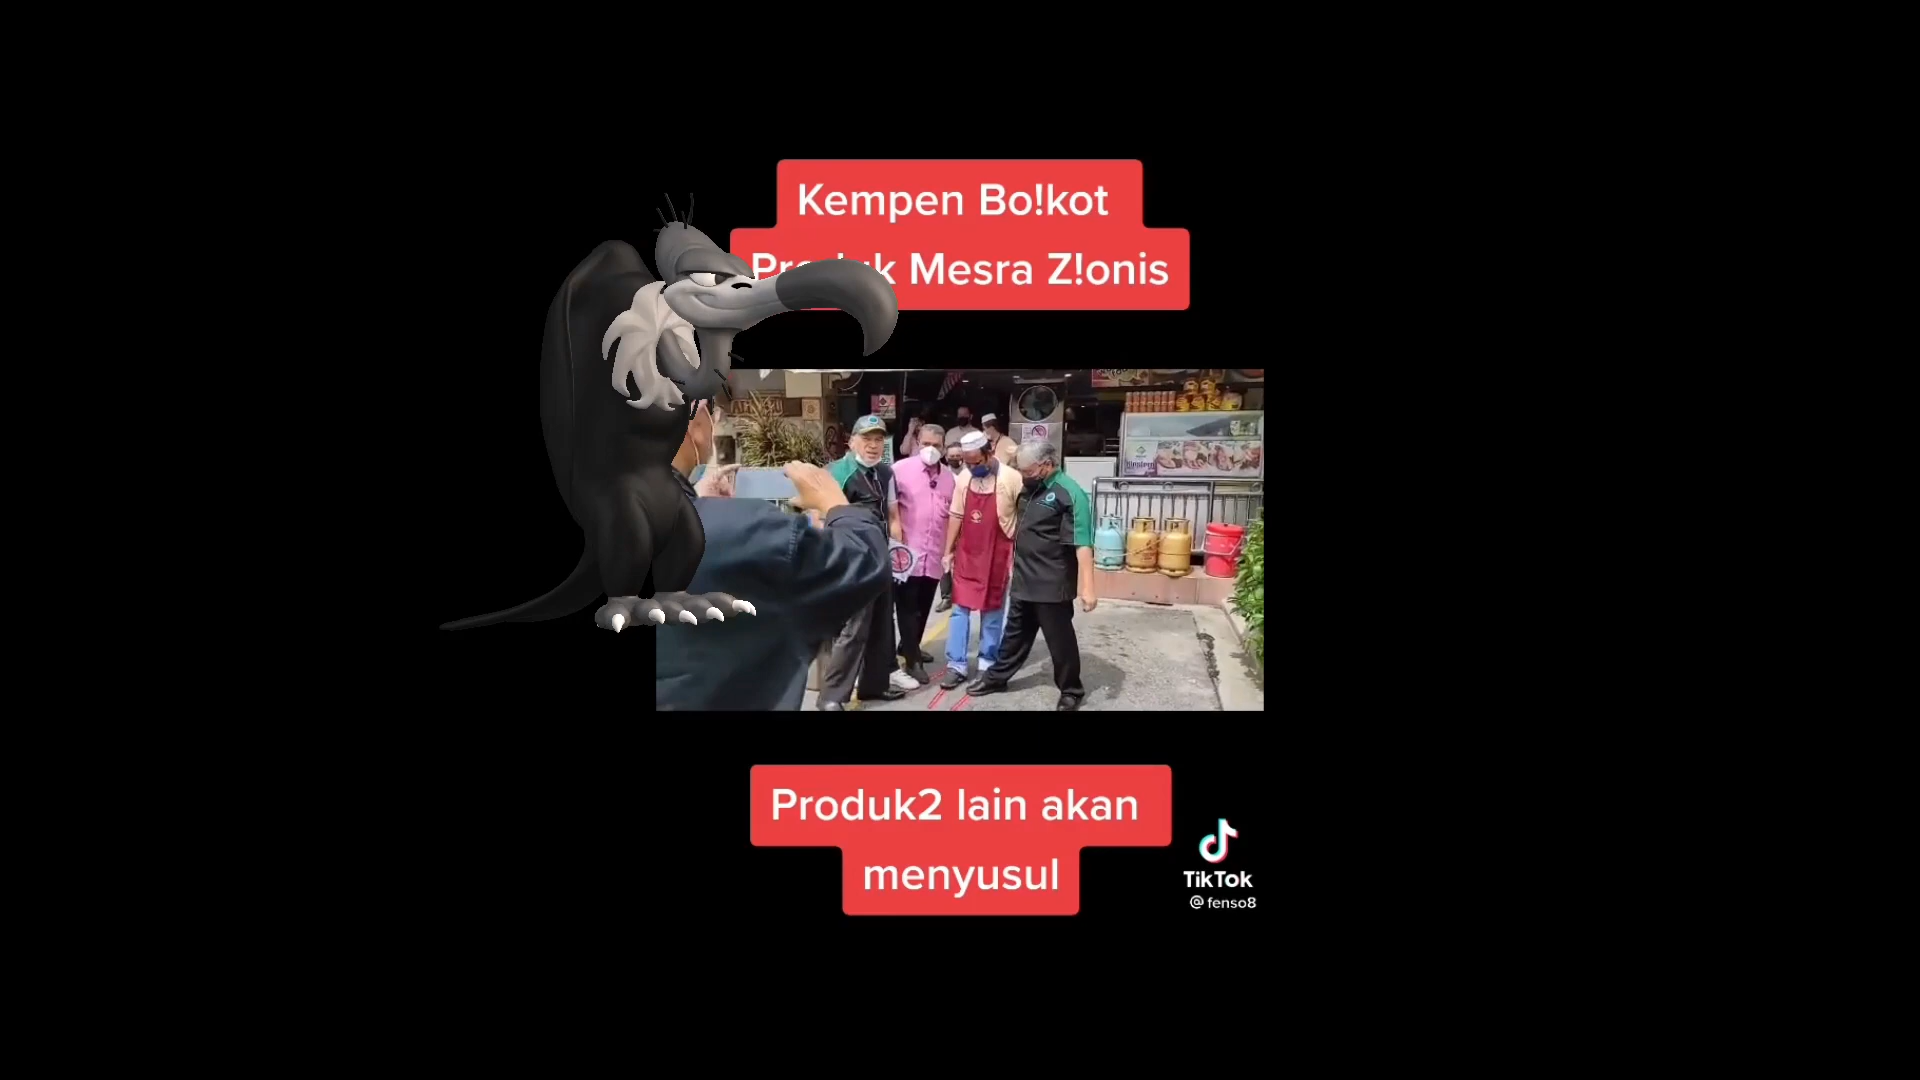 Kempen Bo!kot
Mesra Z!onis
Produk2 lain akan
menyusul
TikTok
@fenso8